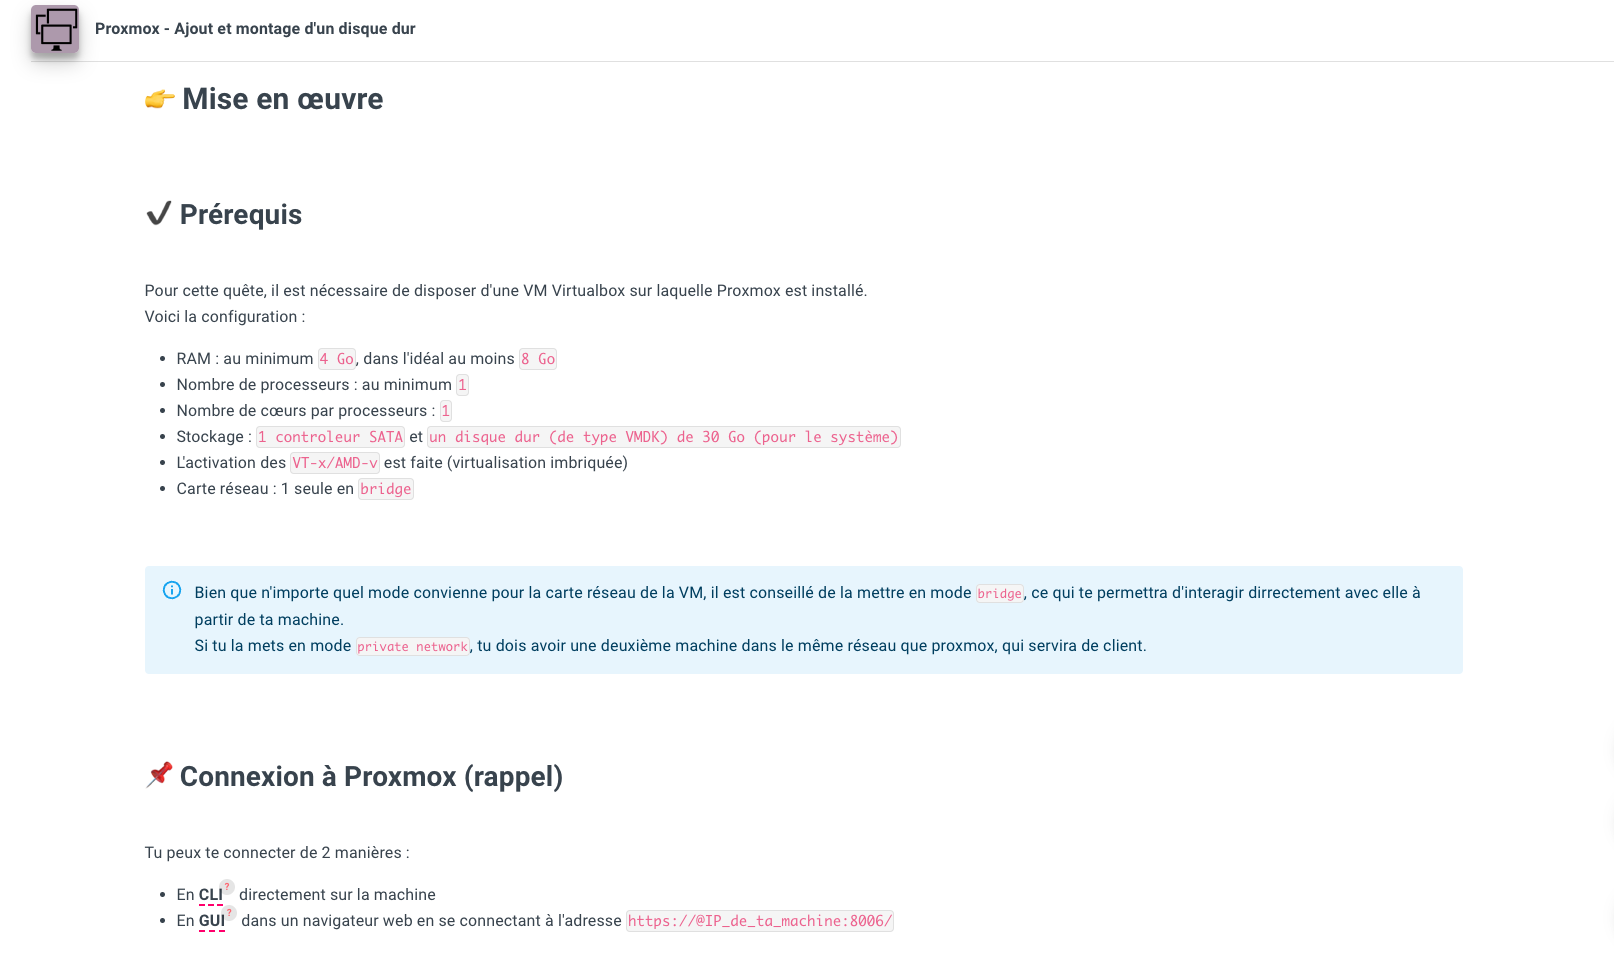 Proxmox - Ajout et montage d'un disque dur
👉 Mise en œuvre
✔ Prérequis
Pour cette quête, il est nécessaire de disposer d'une VM Virtualbox sur laquelle Proxmox est installé.
Voici la configuration :
• RAM : au minimum 4 Go, dans l'idéal au moins 8 Go
• Nombre de processeurs : au minimum 1
• Nombre de cœurs par processeurs : 1
• Stockage : 1 controleur SATA et un disque dur (de type VMDK) de 30 Go (pour le système)
• L'activation des VT-x/AMD-v est faite (virtualisation imbriquée)
• Carte réseau : 1 seule en bridge
Bien que n'importe quel mode convienne pour la carte réseau de la VM, il est conseillé de la mettre en mode bridge, ce qui te permettra d'interagir dirrectement avec elle à
partir de ta machine.
Si tu la mets en mode private network, tu dois avoir une deuxième machine dans le même réseau que proxmox, qui servira de client.
📌 Connexion à Proxmox (rappel)
Tu peux te connecter de 2 manières :
• En CLI ? directement sur la machine
• En GUI ? dans un navigateur web en se connectant à l'adresse https://@IP_de_ta_machine:8006/